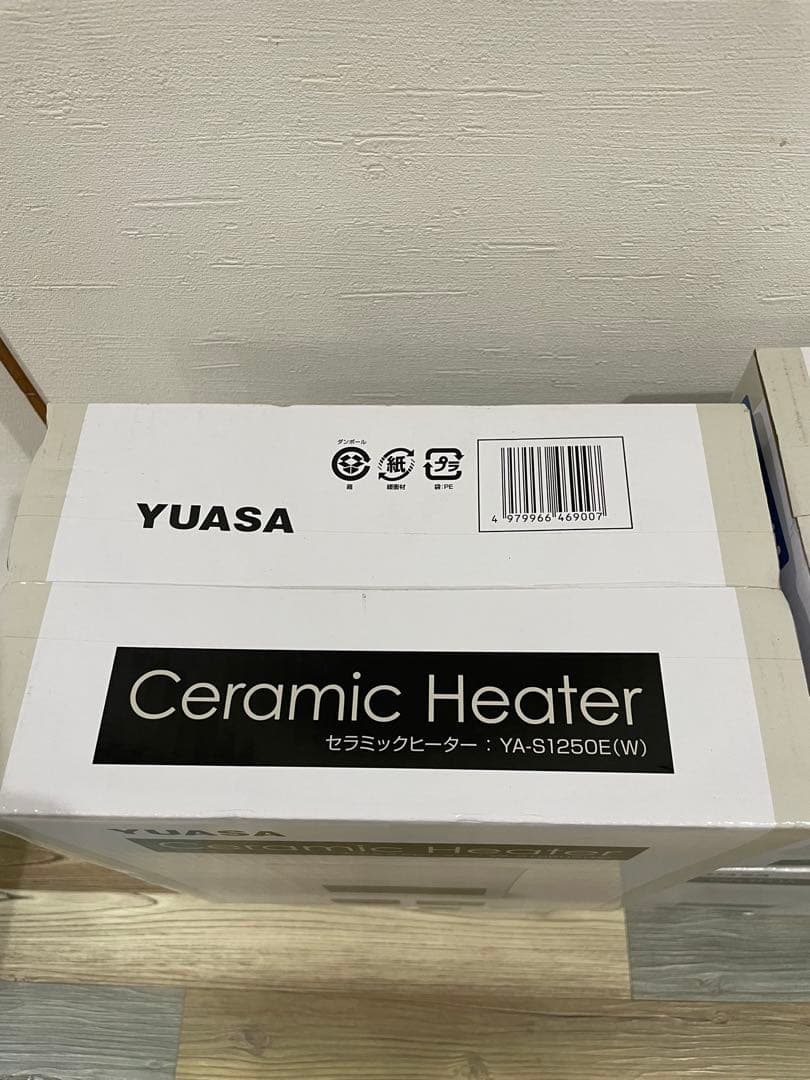 ダンボール
紙
プラ
箱
緩衝材
袋:PE
YUASA
4 979966 469007
Ceramic Heater
セラミックヒーター : YA-S1250E(W)
YUASA
Ceramic Heater